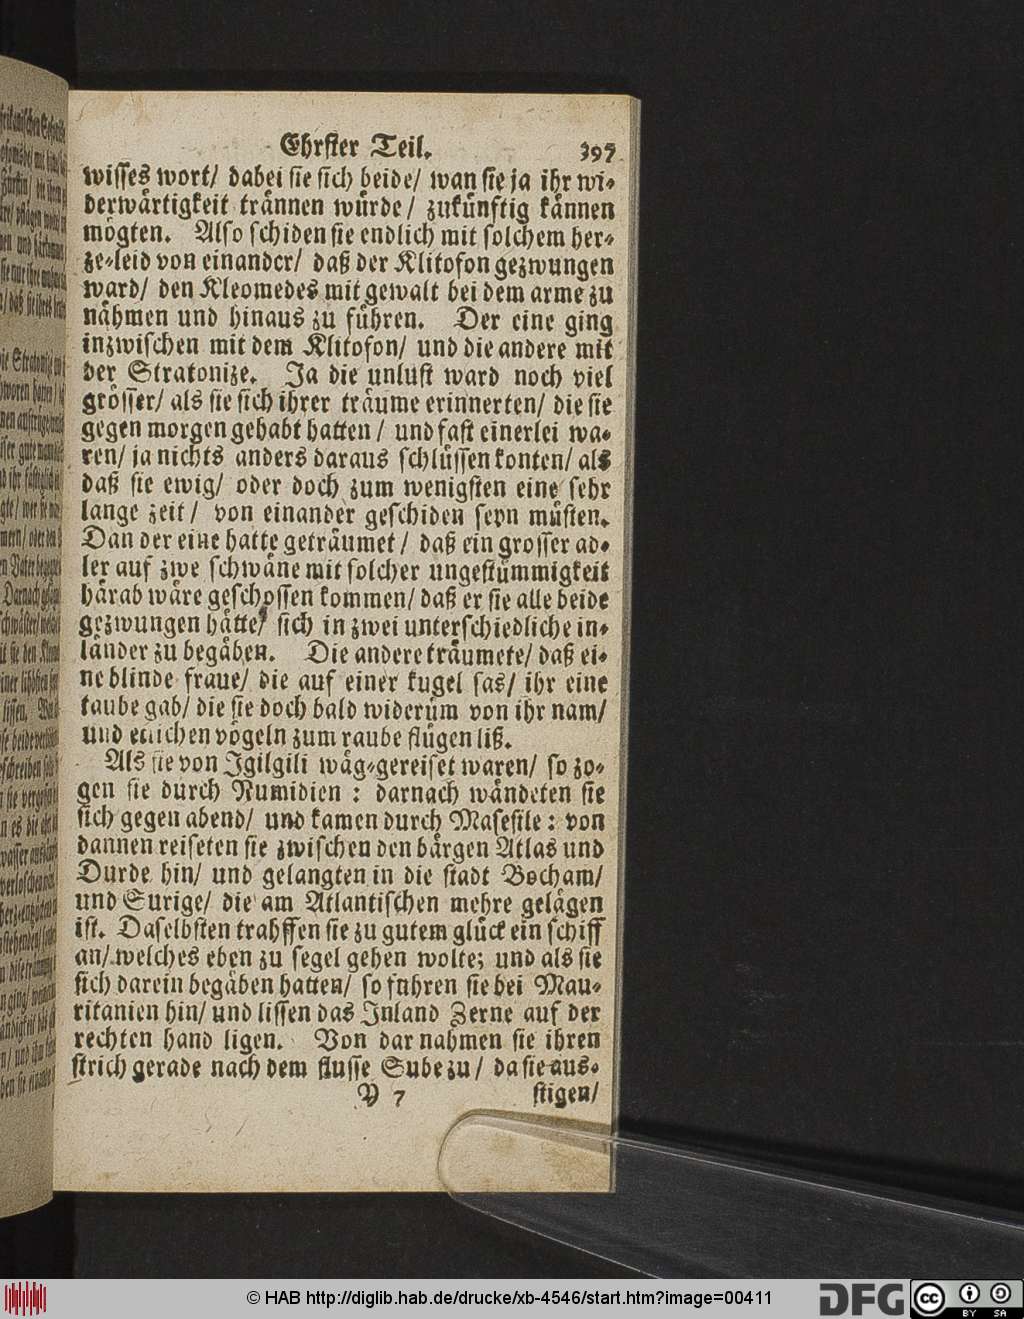 Ehrster Teil. 397
wisses wort/ dabei sie sich beide/ wan sie ja ihr wi-
derwärtigkeit trännen würde/ zukünftig kännen
mögten. Also schiden sie endlich mit solchem her-
ze-leid von einander/ daß der Klitofon gezwungen
ward/ den Kleomedes mit gewalt bei dem arme zu
nähmen und hinaus zu führen. Der eine ging
inzwischen mit dem Klitofon/ und die andere mit
der Stratonize. Ja die unlust ward noch viel
grösser/ als sie sich ihrer träume erinnerten/ die sie
gegen morgen gehabt hatten/ und fast einerlei wa-
ren/ ja nichts anders daraus schlüssen konten/ als
daß sie ewig/ oder doch zum wenigsten eine sehr
lange zeit/ von einander geschiden seyn müsten.
Dan der eine hatte geträumet/ daß ein grosser ad-
ler auf zwe schwäne mit solcher ungestümmigkeit
härab wäre geschossen kommen/ daß er sie alle beide
gezwungen hätte/ sich in zwei unterschiedliche in-
länder zu begäben. Die andere träumete/ daß ei-
ne blinde fraue/ die auf einer kugel sas/ ihr eine
taube gab/ die sie doch bald widerüm von ihr nam/
und etlichen vögeln zum raube flügen liß.
Als sie von Igilgili wäg-gereiset waren/ so zo-
gen sie durch Numidien: darnach wändeten sie
sich gegen abend/ und kamen durch Masesile: von
dannen reiseten sie zwischen den bärgen Atlas und
Durde hin/ und gelangten in die stadt Bocham/
und Surige/ die am Atlantischen mehre gelägen
ist. Daselbsten trahffen sie zu gutem glück ein schiff
an/ welches eben zu segel gehen wolte; und als sie
sich darein begäben hatten/ so fuhren sie bei Mau-
ritanien hin/ und lissen das Inland Zerne auf der
rechten hand ligen. Von dar nahmen sie ihren
strich gerade nach dem flusse Sube zu/ da sie aus-
V 7 stigen/
© HAB http://diglib.hab.de/drucke/xb-4546/start.htm?image=00411
DFG
cc BY SA